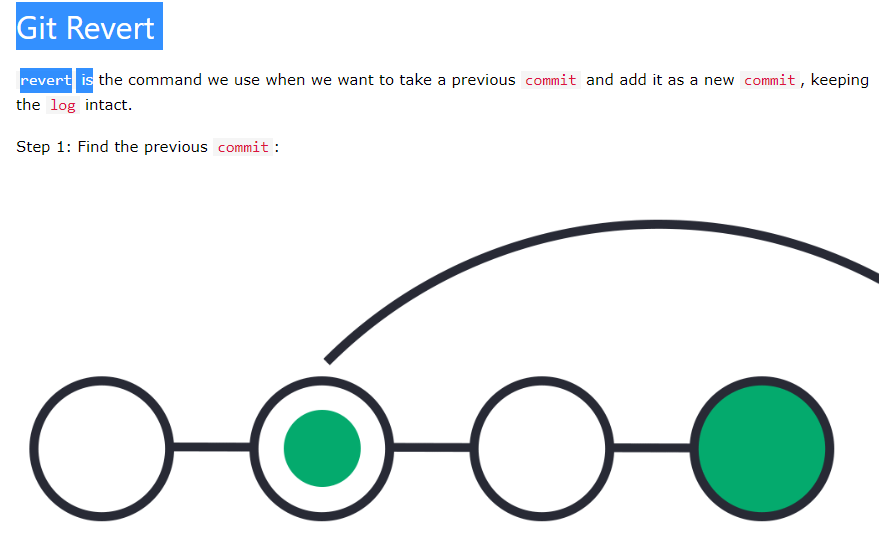 Git Revert
revert is the command we use when we want to take a previous commit and add it as a new commit, keeping
the log intact.
Step 1: Find the previous commit: